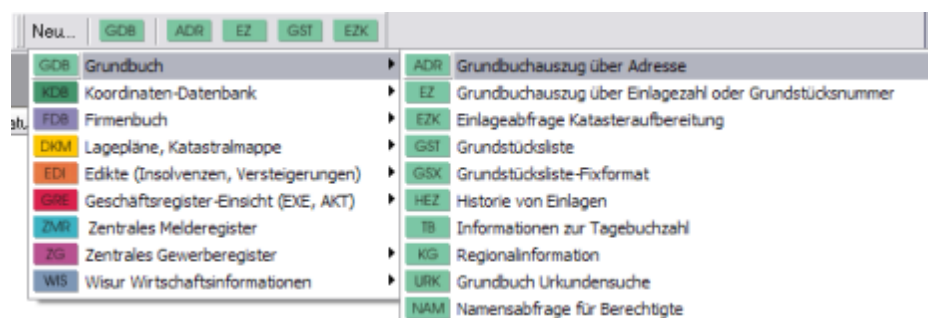 Neu... GDB ADR EZ GST EZK
GDB Grundbuch
KDB Koordinaten-Datenbank
FDB Firmenbuch
DKM Lagepläne, Katastralmappe
EDI Edikte (Insolvenzen, Versteigerungen)
GRE Geschäftsregister-Einsicht (EXE, AKT)
ZMR Zentrales Melderegister
ZG Zentrales Gewerberegister
WIS Wisur Wirtschaftsinformationen
ADR Grundbuchauszug über Adresse
EZ Grundbuchauszug über Einlagezahl oder Grundstücksnummer
EZK Einlageabfrage Katasteraufbereitung
GST Grundstücksliste
GSX Grundstücksliste-Fixformat
HEZ Historie von Einlagen
TB Informationen zur Tagebuchzahl
KG Regionalinformation
URK Grundbuch Urkundensuche
NAM Namensabfrage für Berechtigte